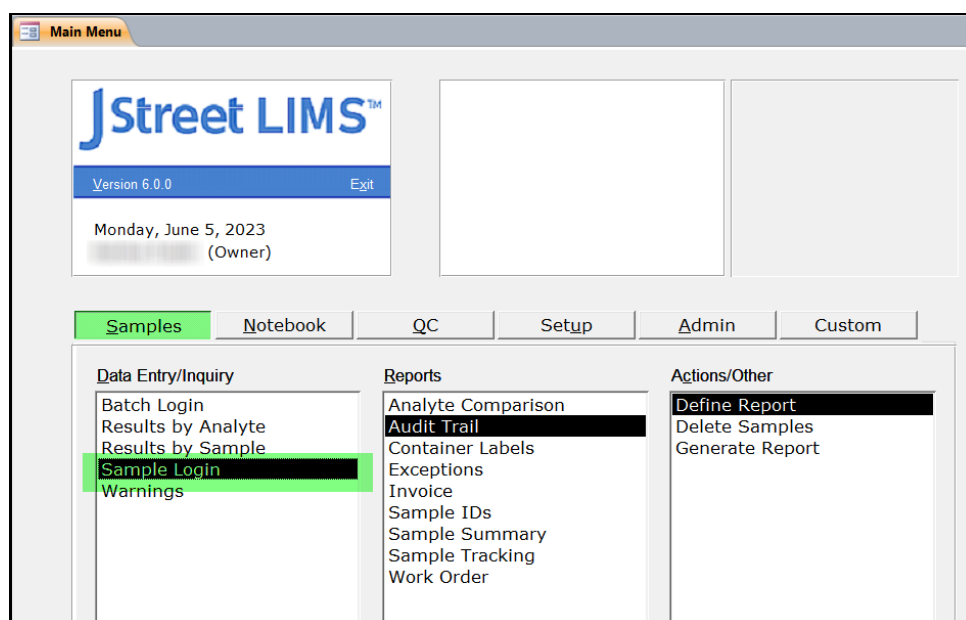 Main Menu
JStreet LIMS™
Version 6.0.0 Exit
Monday, June 5, 2023
(Owner)
Samples Notebook QC Setup Admin Custom
Data Entry/Inquiry
Batch Login
Results by Analyte
Results by Sample
Sample Login
Warnings
Reports
Analyte Comparison
Audit Trail
Container Labels
Exceptions
Invoice
Sample IDs
Sample Summary
Sample Tracking
Work Order
Actions/Other
Define Report
Delete Samples
Generate Report